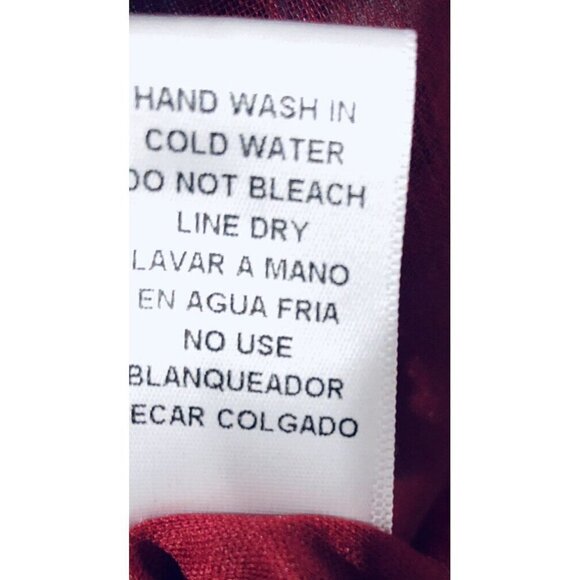 HAND WASH IN
COLD WATER
DO NOT BLEACH
LINE DRY
LAVAR A MANO
EN AGUA FRIA
NO USE
BLANQUEADOR
ECAR COLGADO